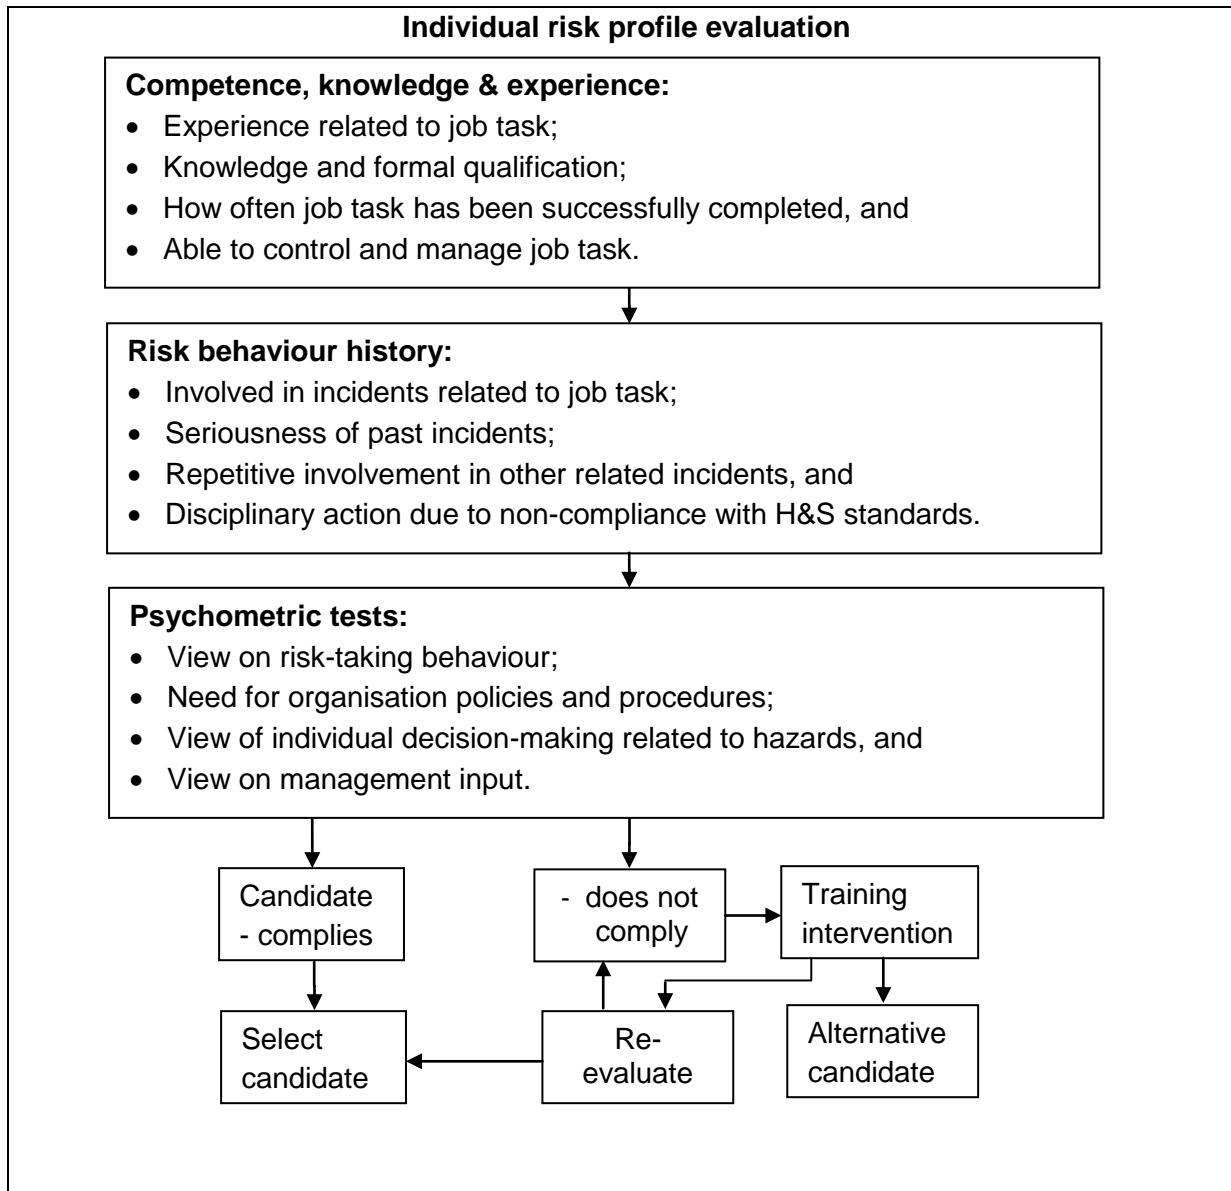 Individual risk profile evaluation
Competence, knowledge & experience:
• Experience related to job task;
• Knowledge and formal qualification;
• How often job task has been successfully completed, and
• Able to control and manage job task.
Risk behaviour history:
• Involved in incidents related to job task;
• Seriousness of past incidents;
• Repetitive involvement in other related incidents, and
• Disciplinary action due to non-compliance with H&S standards.
Psychometric tests:
• View on risk-taking behaviour;
• Need for organisation policies and procedures;
• View of individual decision-making related to hazards, and
• View on management input.
Candidate
- complies
- does not
comply
Training
intervention
Select
candidate
Re-
evaluate
Alternative
candidate